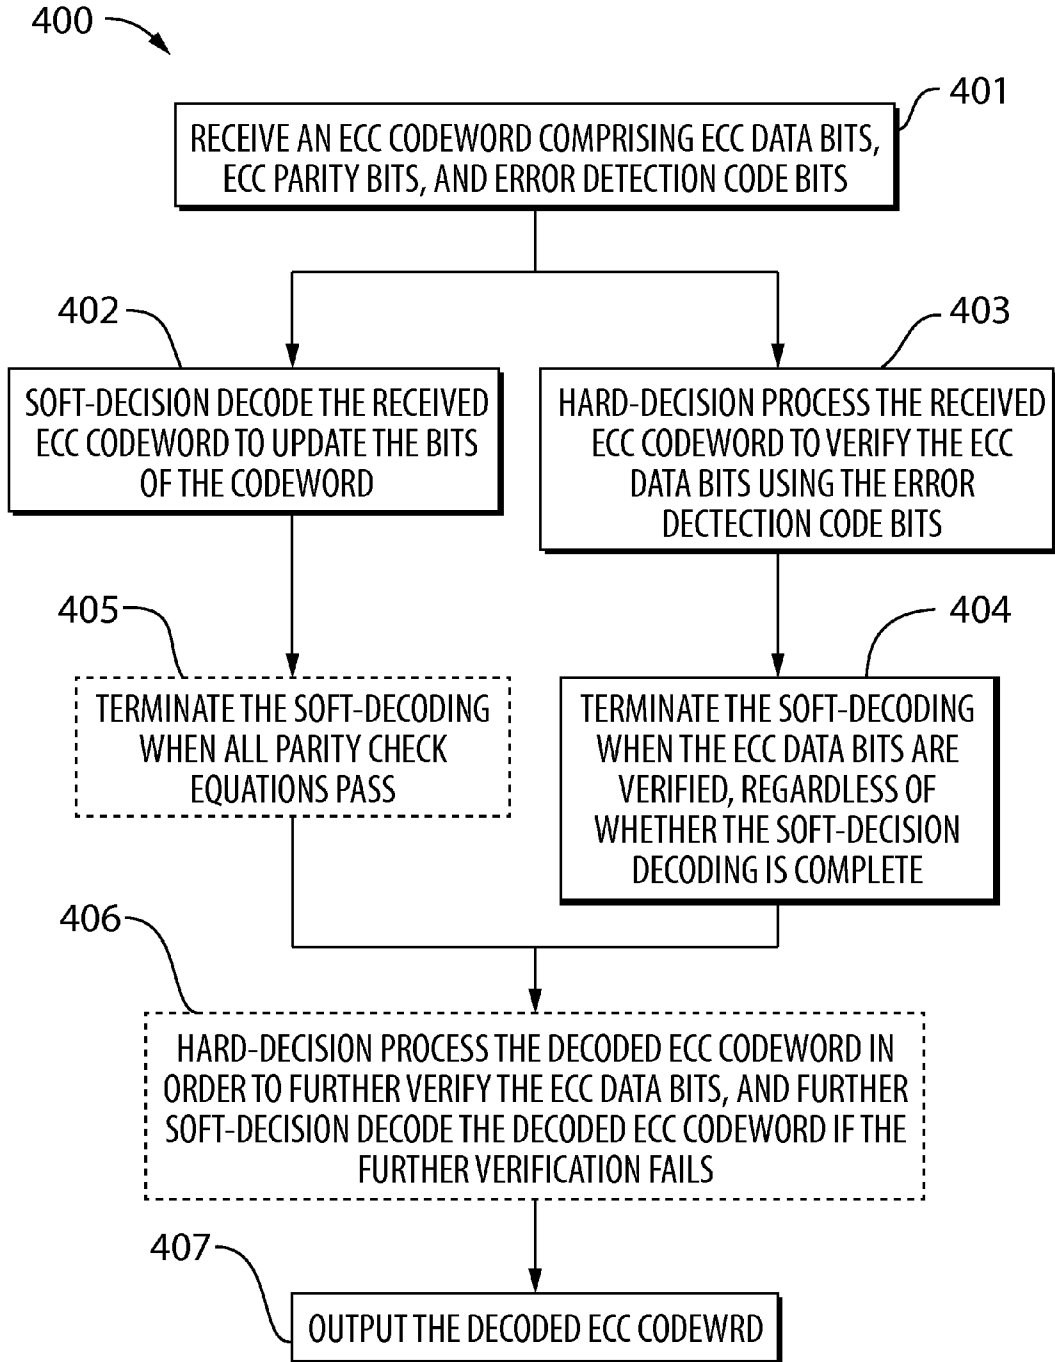 400
401
RECEIVE AN ECC CODEWORD COMPRISING ECC DATA BITS,
ECC PARITY BITS, AND ERROR DETECTION CODE BITS
402
SOFT-DECISION DECODE THE RECEIVED
ECC CODEWORD TO UPDATE THE BITS
OF THE CODEWORD
403
HARD-DECISION PROCESS THE RECEIVED
ECC CODEWORD TO VERIFY THE ECC
DATA BITS USING THE ERROR
DECTECTION CODE BITS
405
TERMINATE THE SOFT-DECODING
WHEN ALL PARITY CHECK
EQUATIONS PASS
404
TERMINATE THE SOFT-DECODING
WHEN THE ECC DATA BITS ARE
VERIFIED, REGARDLESS OF
WHETHER THE SOFT-DECISION
DECODING IS COMPLETE
406
HARD-DECISION PROCESS THE DECODED ECC CODEWORD IN
ORDER TO FURTHER VERIFY THE ECC DATA BITS, AND FURTHER
SOFT-DECISION DECODE THE DECODED ECC CODEWORD IF THE
FURTHER VERIFICATION FAILS
407
OUTPUT THE DECODED ECC CODEWRD